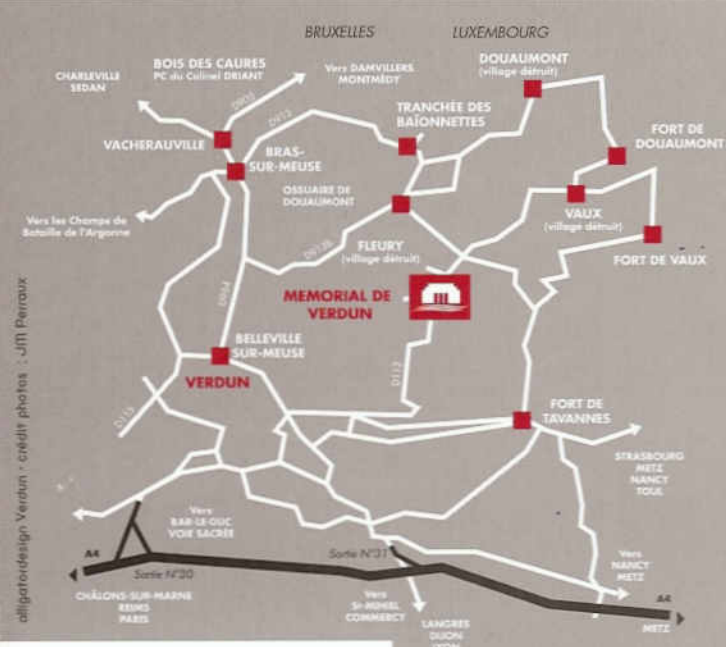 BRUXELLES
LUXEMBOURG
CHARLEVILLE
SEDAN
BOIS DES CAURES
PC du Colinel DRIANT
Vers DAMVILLERS
MONTMÉDY
DOUAUMONT
(village détruit)
D905
D913
TRANCHÉE DES
BAÏONNETTES
FORT DE
DOUAUMONT
VACHERAUVILLE
BRAS-
SUR-MEUSE
OSSUAIRE DE
DOUAUMONT
Vers les Champs de
Bataille de l'Argonne
VAUX
(village détruit)
FLEURY
(village détruit)
D913B
FORT DE VAUX
MEMORIAL DE
VERDUN
BELLEVILLE
SUR-MEUSE
VERDUN
D112
FORT DE
TAVANNES
STRASBOURG
METZ
NANCY
TOUL
Vers
BAR-LE-DUC
VOIE SACRÉE
A4
Sortie N°30
Sortie N°31
CHÂLONS-SUR-MARNE
REIMS
PARIS
Vers
St-MIHIEL
COMMERCY
LANGRES
DIJON
LYON
Vers
NANCY
METZ
A4
METZ
alligatordesign Verdun - crédit photos : JM Perraux